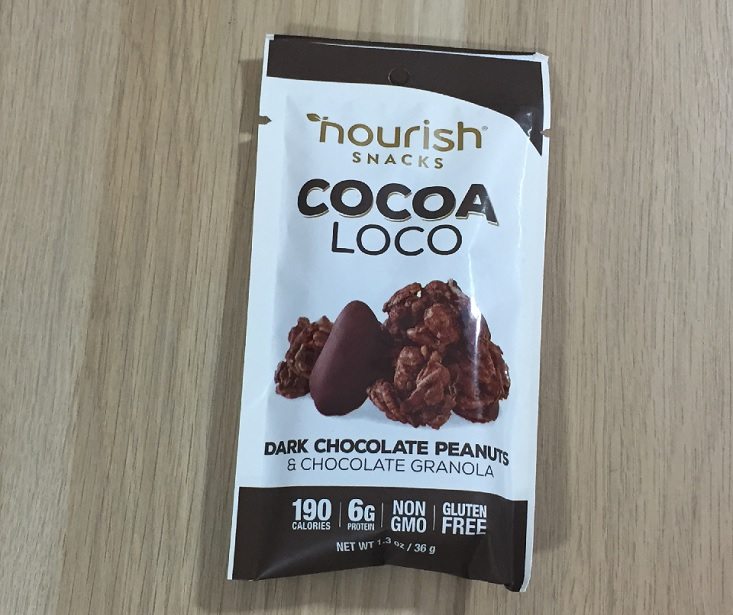 nourish®
SNACKS
COCOA
LOCO
DARK CHOCOLATE PEANUTS
& CHOCOLATE GRANOLA
190 CALORIES | 6G PROTEIN | NON GMO | GLUTEN FREE
NET WT 1.3 oz / 36 g